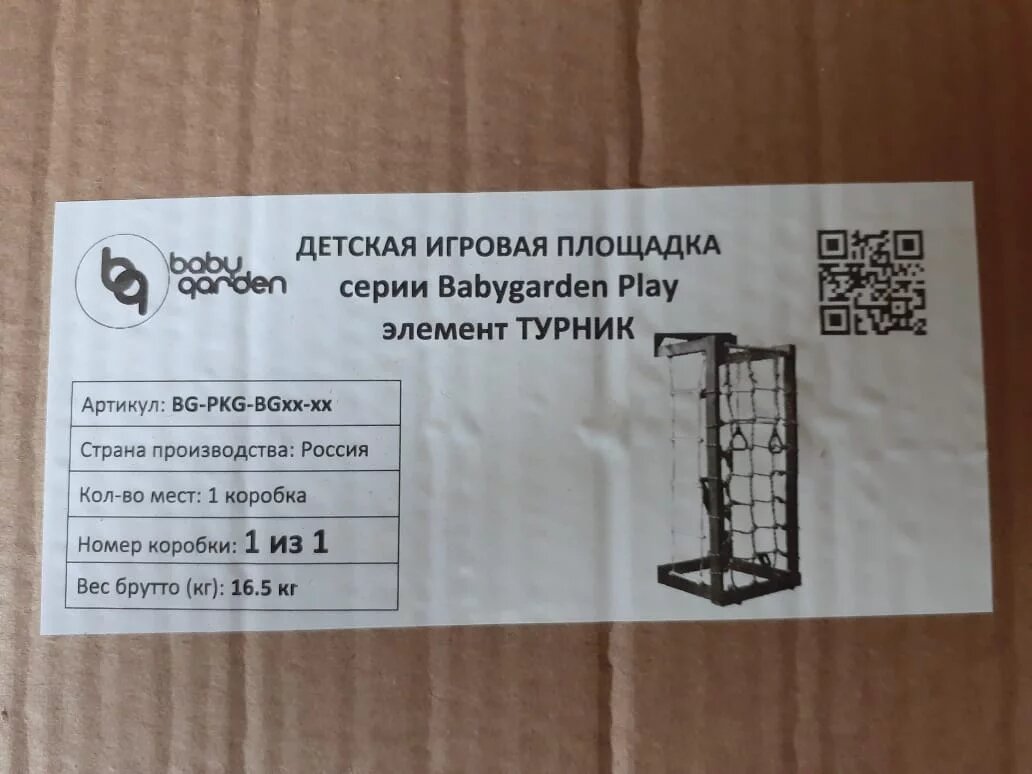 baby
garden
ДЕТСКАЯ ИГРОВАЯ ПЛОЩАДКА
серии Babygarden Play
элемент ТУРНИК
Артикул: BG-PKG-BGxx-xx
Страна производства: Россия
Кол-во мест: 1 коробка
Номер коробки: 1 из 1
Вес брутто (кг): 16.5 кг